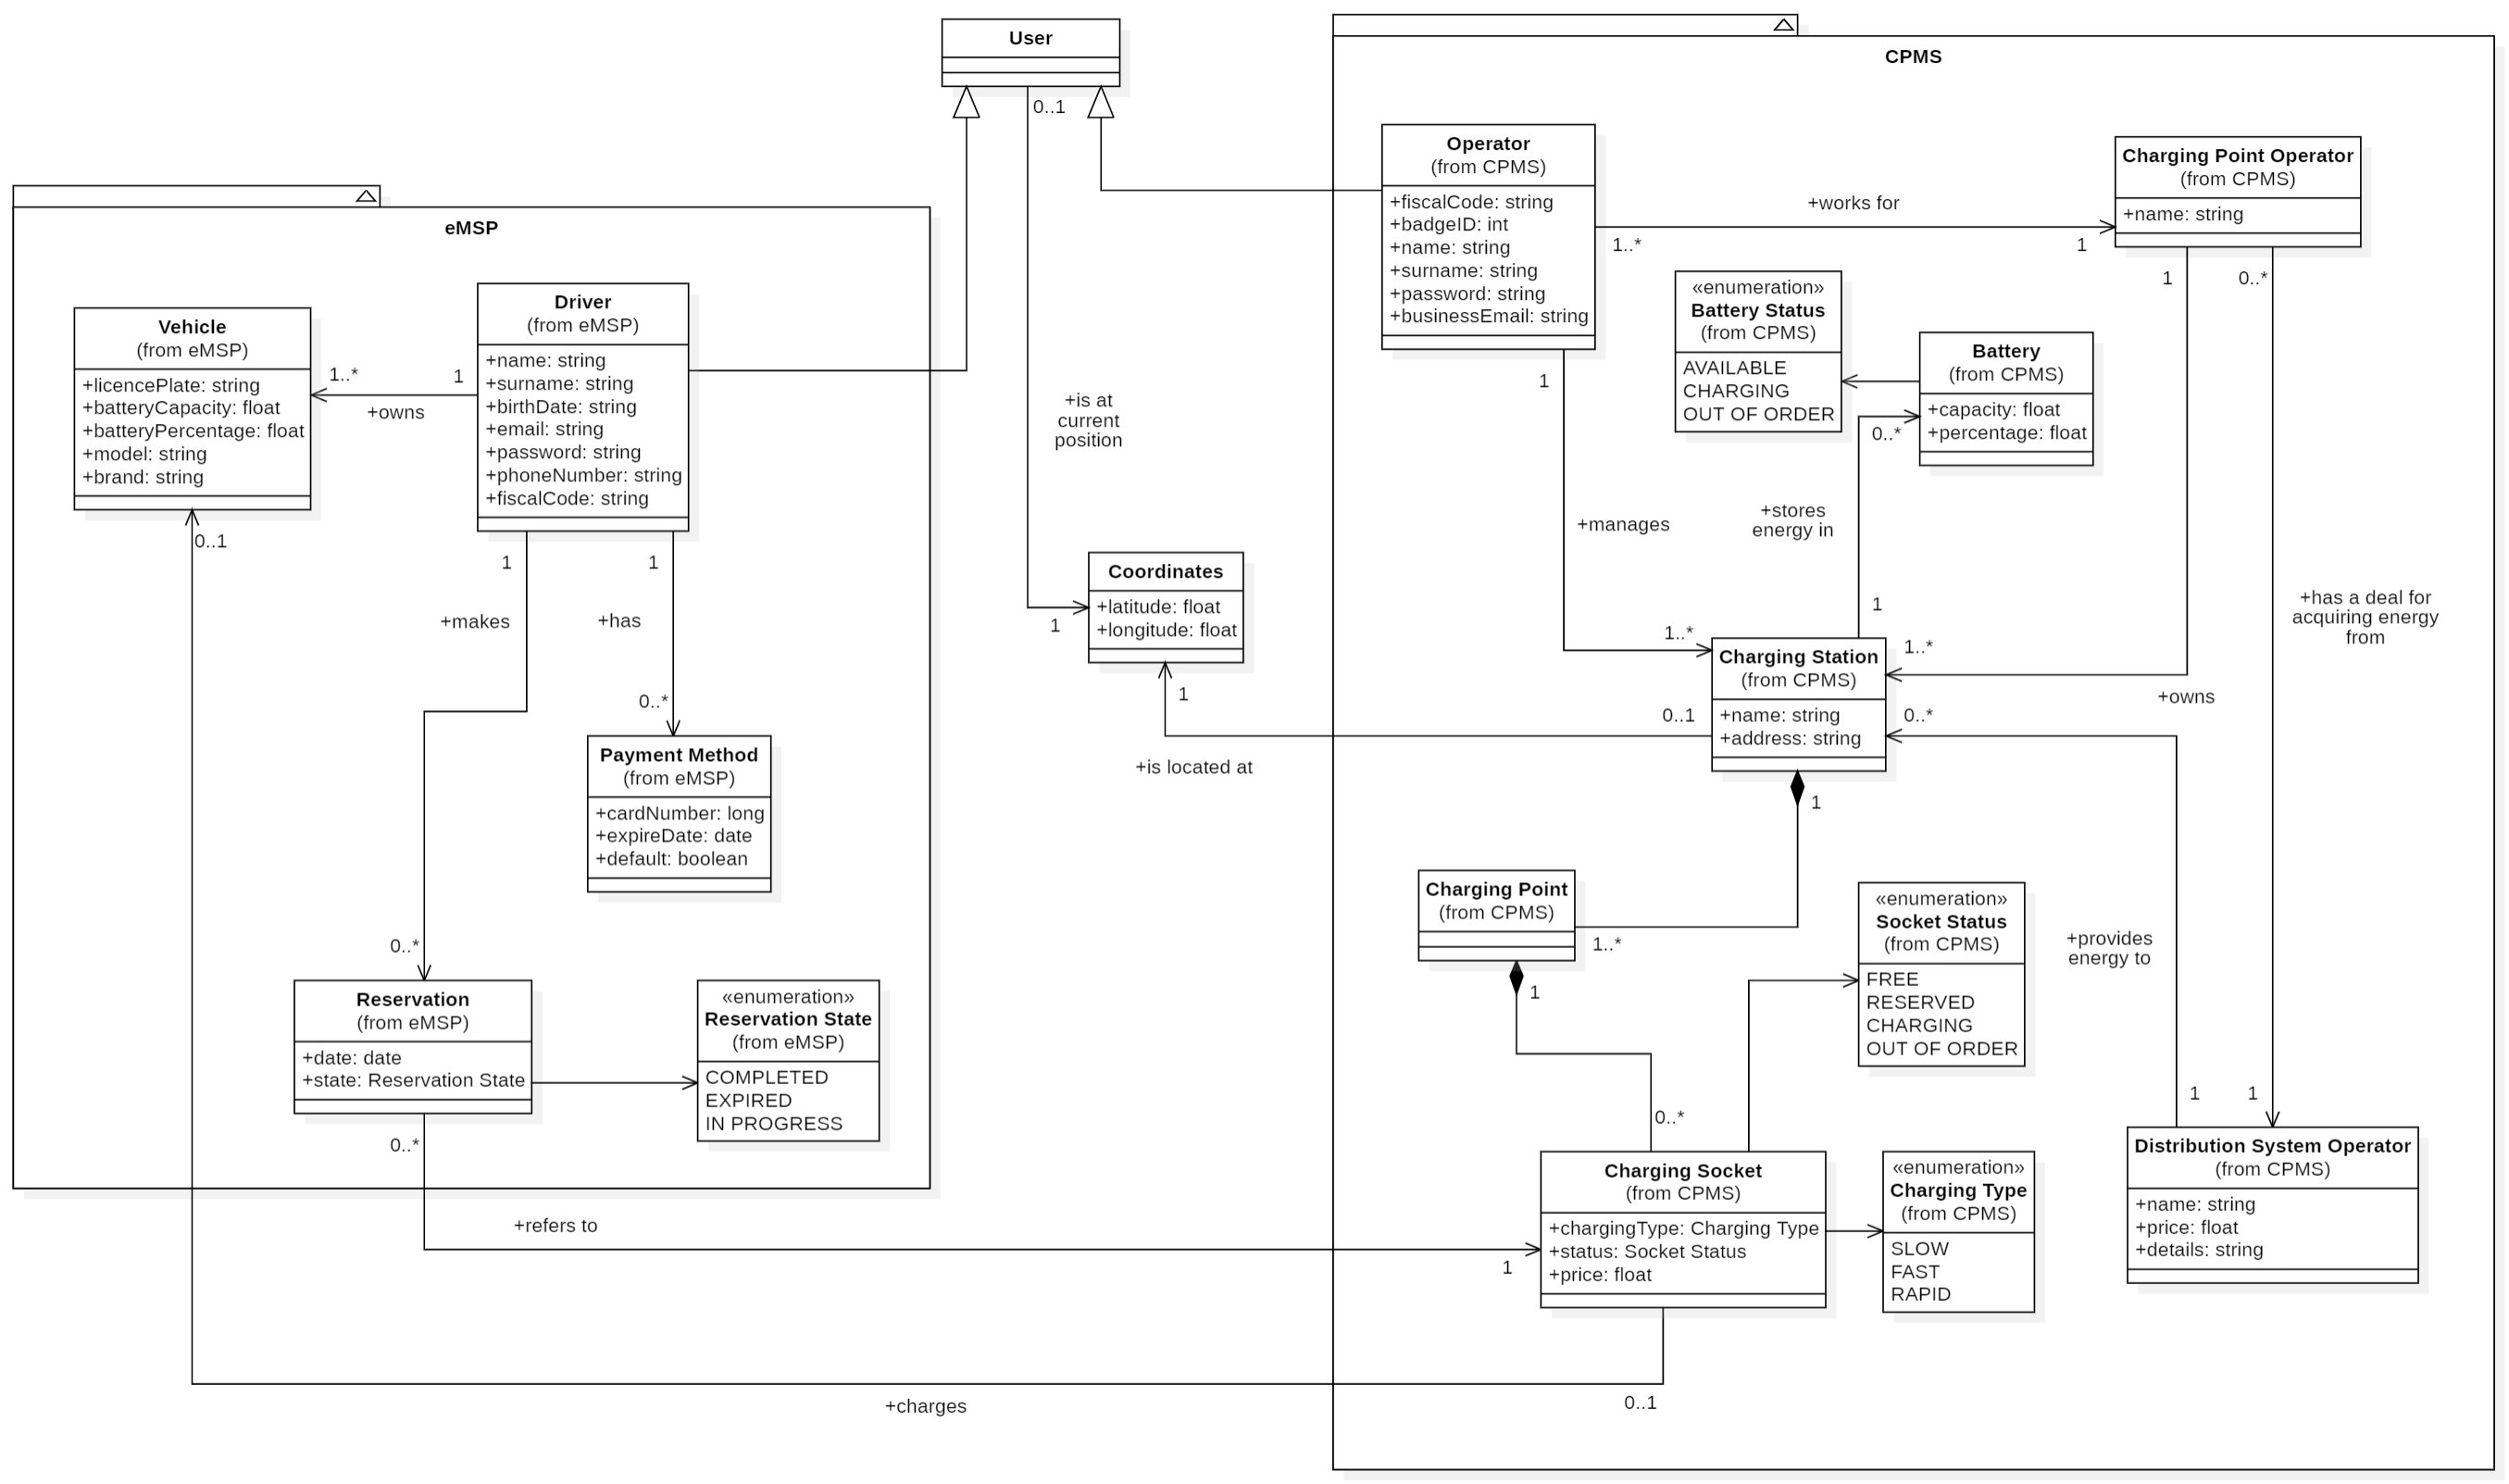 User
0..1
CPMS
Operator
(from CPMS)
+fiscalCode: string
+badgeID: int
+name: string
+surname: string
+password: string
+businessEmail: string
+works for
1..*
1
Charging Point Operator
(from CPMS)
+name: string
1
0..*
eMSP
Vehicle
(from eMSP)
+licencePlate: string
+batteryCapacity: float
+batteryPercentage: float
+model: string
+brand: string
1..*
1
+owns
Driver
(from eMSP)
+name: string
+surname: string
+birthDate: string
+email: string
+password: string
+phoneNumber: string
+fiscalCode: string
+is at
current
position
«enumeration»
Battery Status
(from CPMS)
AVAILABLE
CHARGING
OUT OF ORDER
Battery
(from CPMS)
+capacity: float
+percentage: float
0..*
1
+manages
+stores
energy in
0..1
1
1
+makes
+has
Coordinates
+latitude: float
+longitude: float
1
1
1
1..*
1..*
Charging Station
(from CPMS)
+name: string
+address: string
+has a deal for
acquiring energy
from
+owns
0..1
0..*
+is located at
1
0..*
Payment Method
(from eMSP)
+cardNumber: long
+expireDate: date
+default: boolean
Charging Point
(from CPMS)
1..*
1
«enumeration»
Socket Status
(from CPMS)
FREE
RESERVED
CHARGING
OUT OF ORDER
+provides
energy to
0..*
Reservation
(from eMSP)
+date: date
+state: Reservation State
0..*
«enumeration»
Reservation State
(from eMSP)
COMPLETED
EXPIRED
IN PROGRESS
0..*
1
1
Distribution System Operator
(from CPMS)
+name: string
+price: float
+details: string
Charging Socket
(from CPMS)
+chargingType: Charging Type
+status: Socket Status
+price: float
«enumeration»
Charging Type
(from CPMS)
SLOW
FAST
RAPID
+refers to
1
+charges
0..1